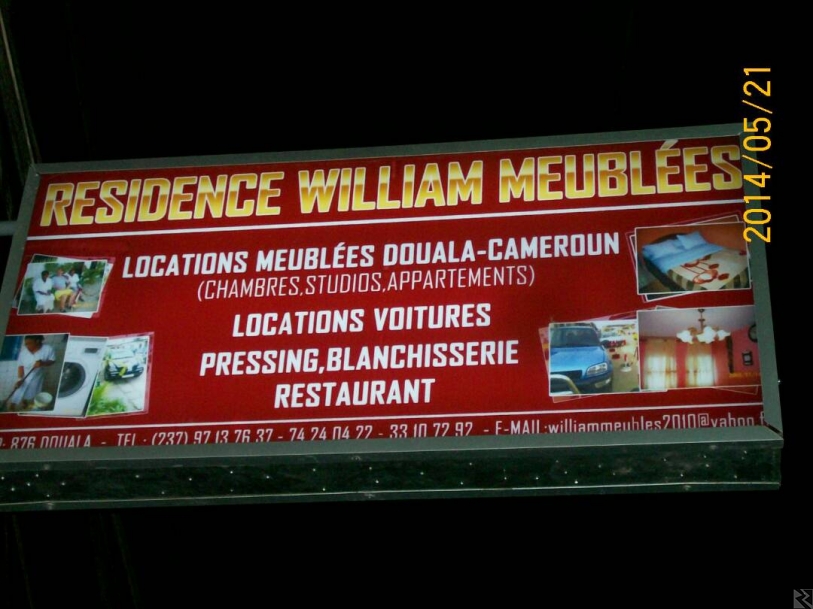 RESIDENCE WILLIAM MEUBLÉES
LOCATIONS MEUBLÉES DOUALA-CAMEROUN
(CHAMBRES,STUDIOS,APPARTEMENTS)
LOCATIONS VOITURES
PRESSING,BLANCHISSERIE
RESTAURANT
: 876 DOUALA - TEL : (237) 97 13 76 37 - 74 24 04 22 - 33 10 72 92 - E-MAIL :williammeubles2010@yahoo.f
2014/05/21